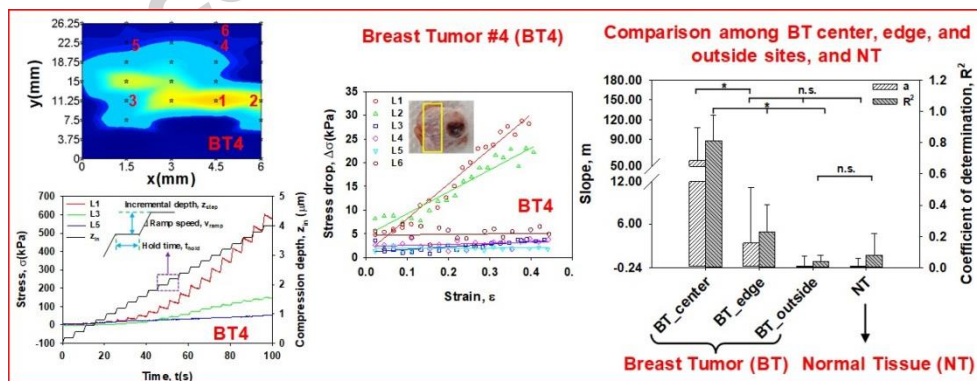 26.25
22.5
18.75
15
11.25
7.5
3.75
y(mm)
6
5
4
3
1
2
BT4
1.5
3
4.5
6
x(mm)
700
600
500
400
300
200
100
0
-100
Stress, σ(kPa)
L1
L3
L5
z_in
Incremental depth, z_step
Ramp speed, v_ramp
Hold time, t_hold
BT4
5
4
3
2
1
0
Compression depth, z_in (μm)
0
20
40
60
80
100
Time, t(s)
Breast Tumor #4 (BT4)
35
30
25
20
15
10
5
0
Stress drop, Δσ(kPa)
L1
L2
L3
L4
L5
L6
BT4
0.0
0.1
0.2
0.3
0.4
0.
Strain, ε
Comparison among BT center, edge, and
outside sites, and NT
180.00
150.00
90.00
50.00
12.00
6.00
-0.24
Slope, m
*
n.s.
*
n.s.
a
R²
1.2
1.0
0.8
0.6
0.4
0.2
0.0
Coefficient of determination, R²
BT_center
BT_edge
BT_outside
NT
Breast Tumor (BT)
Normal Tissue (NT)